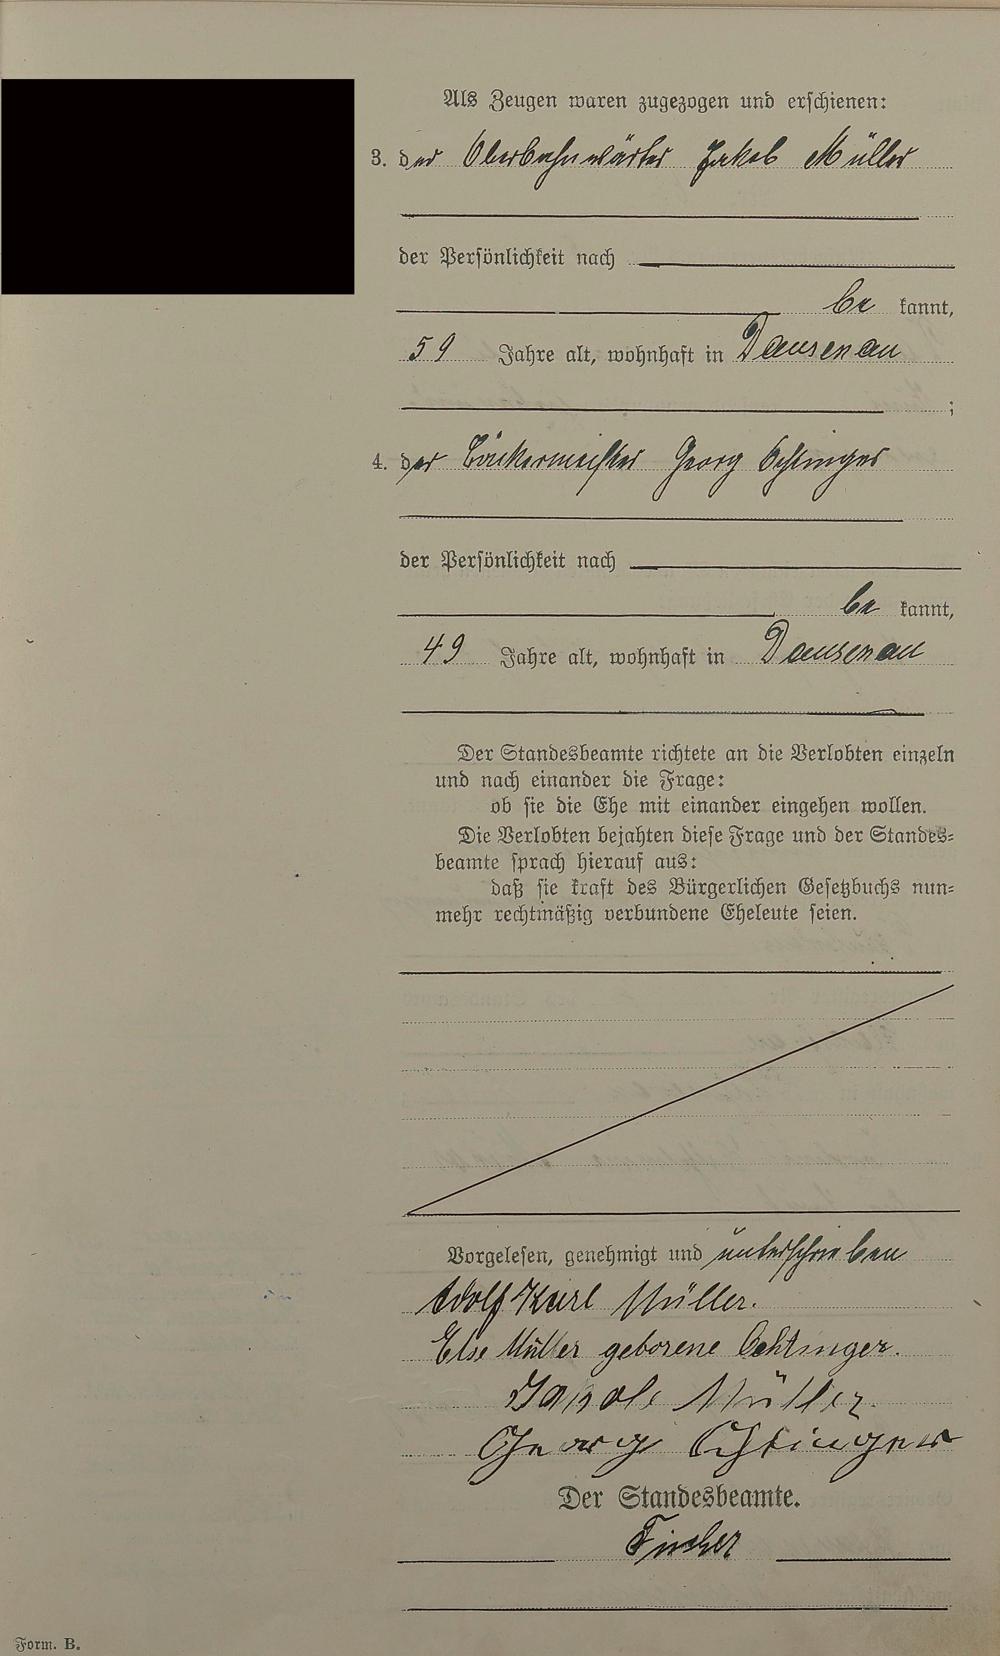 Als Zeugen waren zugezogen und erschienen:
3. der Oberbahnwärter Jakob Müller
der Persönlichkeit nach
be kannt,
59 Jahre alt, wohnhaft in Dausenau
;
4. der Bäckermeister Georg Ochtinger
der Persönlichkeit nach
be kannt,
49 Jahre alt, wohnhaft in Dausenau
Der Standesbeamte richtete an die Verlobten einzeln
und nach einander die Frage:
ob sie die Ehe mit einander eingehen wollen.
Die Verlobten bejahten diese Frage und der Standes-
beamte sprach hierauf aus:
daß sie kraft des Bürgerlichen Gesetzbuchs nun-
mehr rechtmäßig verbundene Eheleute seien.
Vorgelesen, genehmigt und unterschrieben
Adolf Karl Müller.
Else Müller geborene Ochtinger.
Jakob Müller
Georg Ochtinger
Der Standesbeamte.
Form. B.